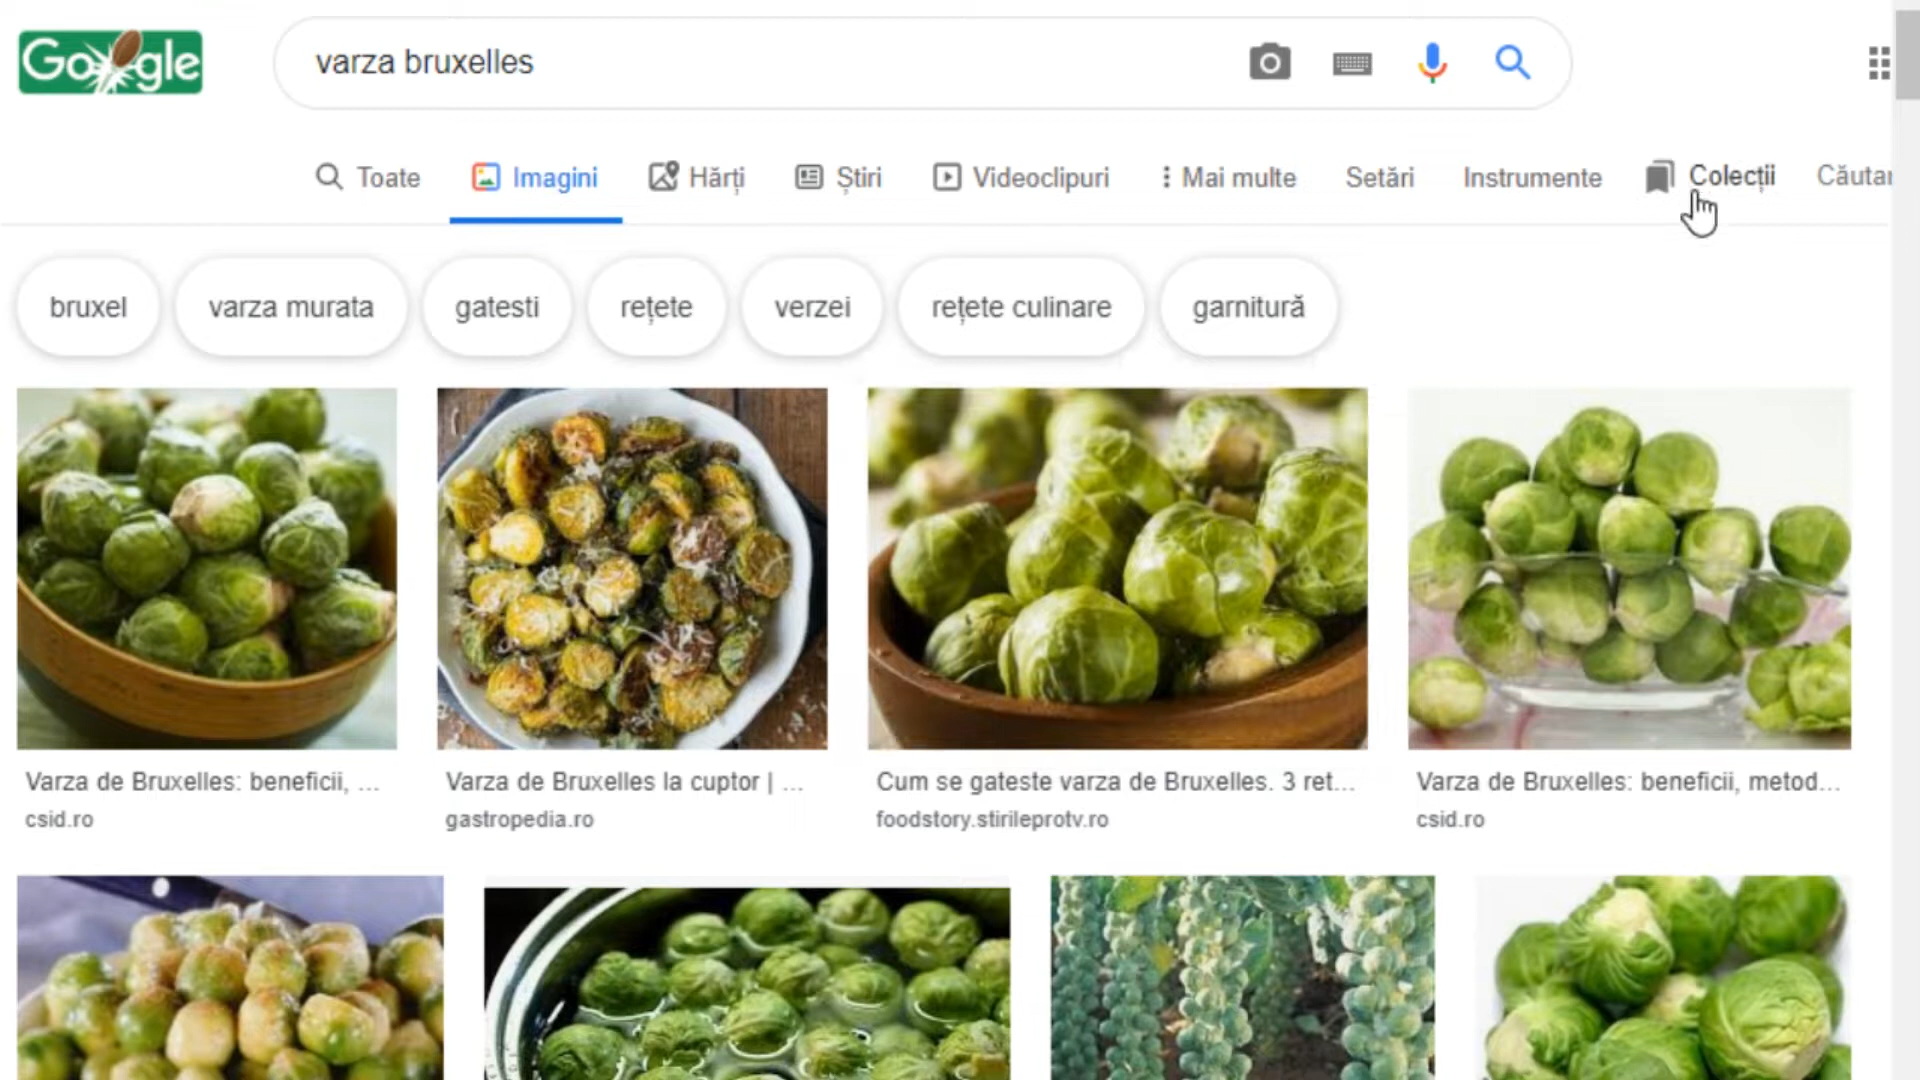 Google
varza bruxelles
Toate Imagini Hărți Știri Videoclipuri Mai multe Setări Instrumente Colecții Căutar
bruxel varza murata gatesti rețete verzei rețete culinare garnitură
Varza de Bruxelles: beneficii, ... Varza de Bruxelles la cuptor | ... Cum se gateste varza de Bruxelles. 3 ret... Varza de Bruxelles: beneficii, metod...
csid.ro gastropedia.ro foodstory.stirileprotv.ro csid.ro